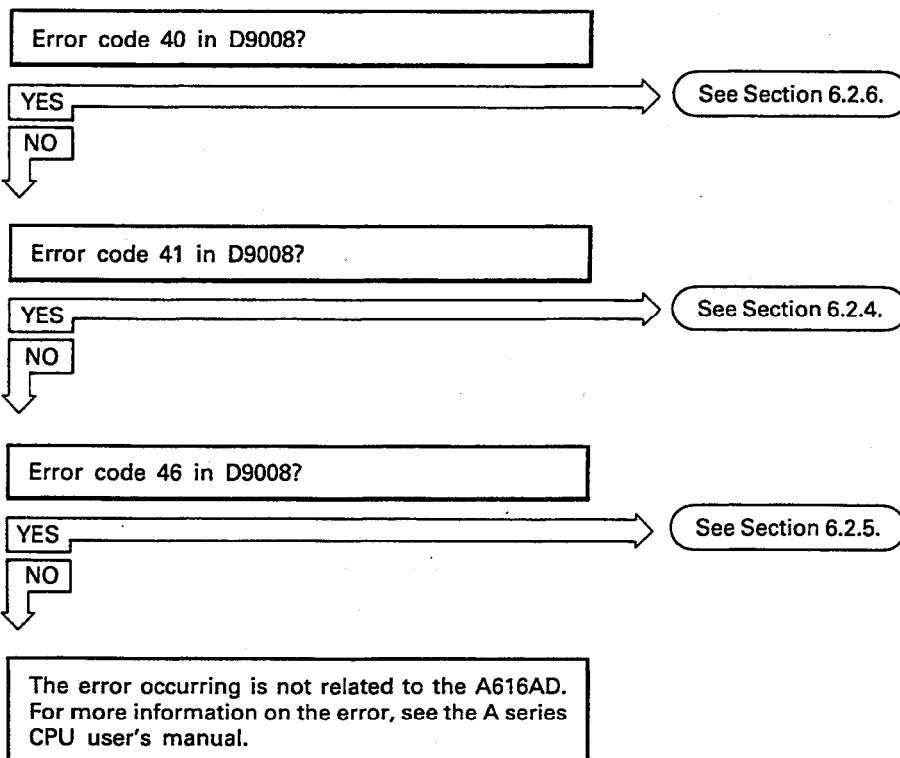 Error code 40 in D9008?
YES
See Section 6.2.6.
NO
Error code 41 in D9008?
YES
See Section 6.2.4.
NO
Error code 46 in D9008?
YES
See Section 6.2.5.
NO
The error occurring is not related to the A616AD.
For more information on the error, see the A series
CPU user's manual.